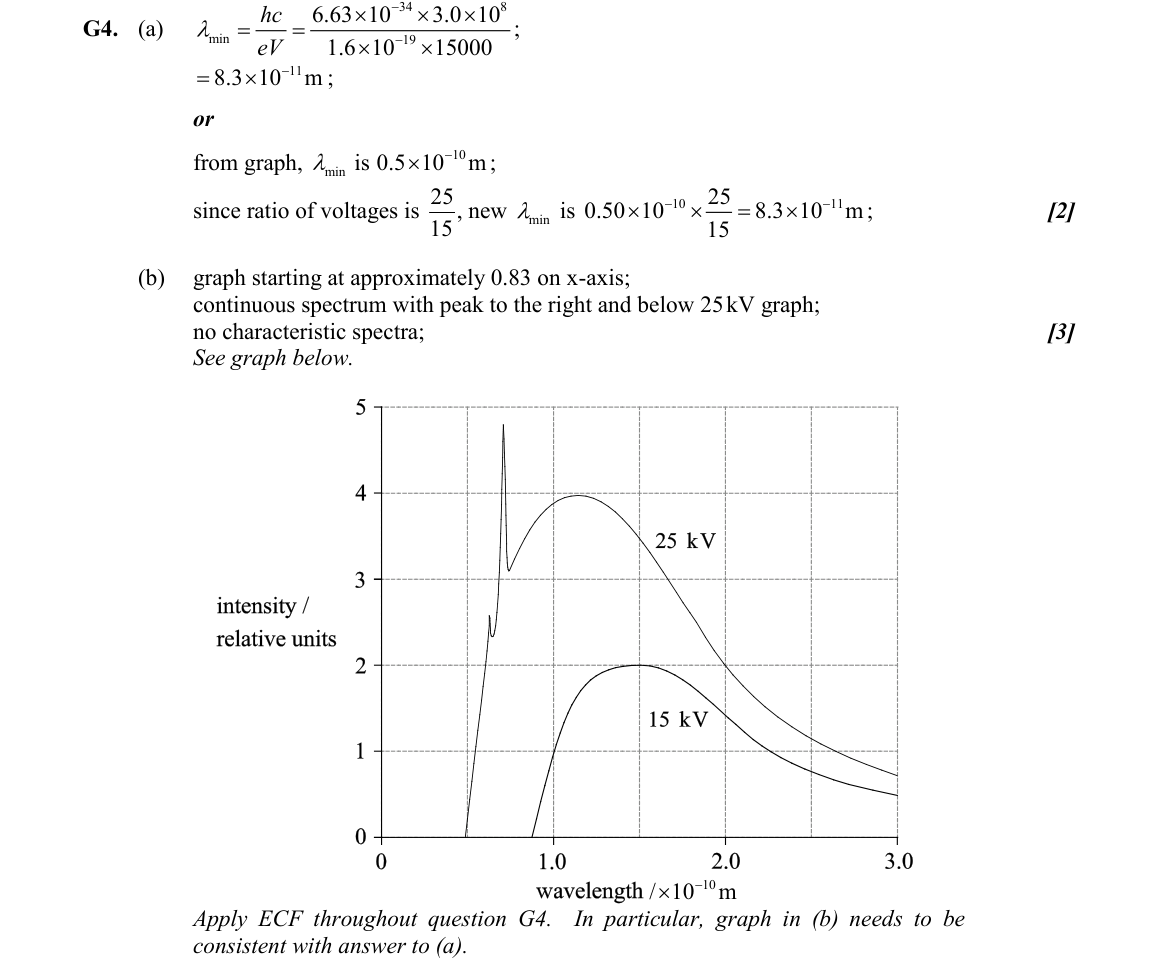 G4. (a) λmin = hc/eV = 6.63×10⁻³⁴ × 3.0×10⁸ / 1.6×10⁻¹⁹ ×15000 ;
= 8.3×10⁻¹¹ m ;
or
from graph, λmin is 0.5×10⁻¹⁰ m ;
since ratio of voltages is 25/15, new λmin is 0.50×10⁻¹⁰ × 25/15 = 8.3×10⁻¹¹ m ; [2]
(b) graph starting at approximately 0.83 on x-axis;
continuous spectrum with peak to the right and below 25 kV graph;
no characteristic spectra; [3]
See graph below.
5
4
25 kV
3
intensity /
relative units
2
15 kV
1
0
0 1.0 2.0 3.0
wavelength /×10⁻¹⁰ m
Apply ECF throughout question G4. In particular, graph in (b) needs to be
consistent with answer to (a).